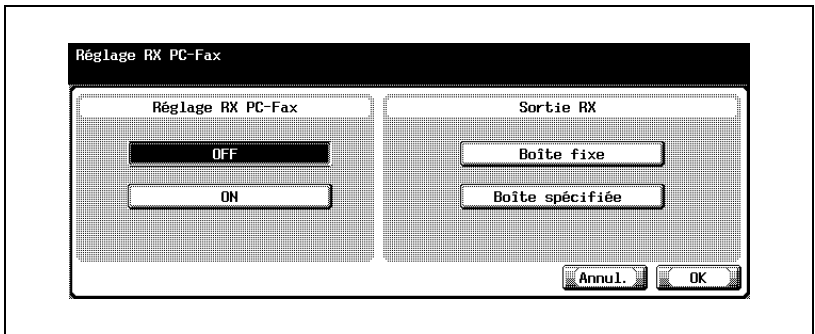 Réglage RX PC-Fax
Réglage RX PC-Fax
Sortie RX
OFF
Boîte fixe
ON
Boîte spécifiée
Annul.
OK